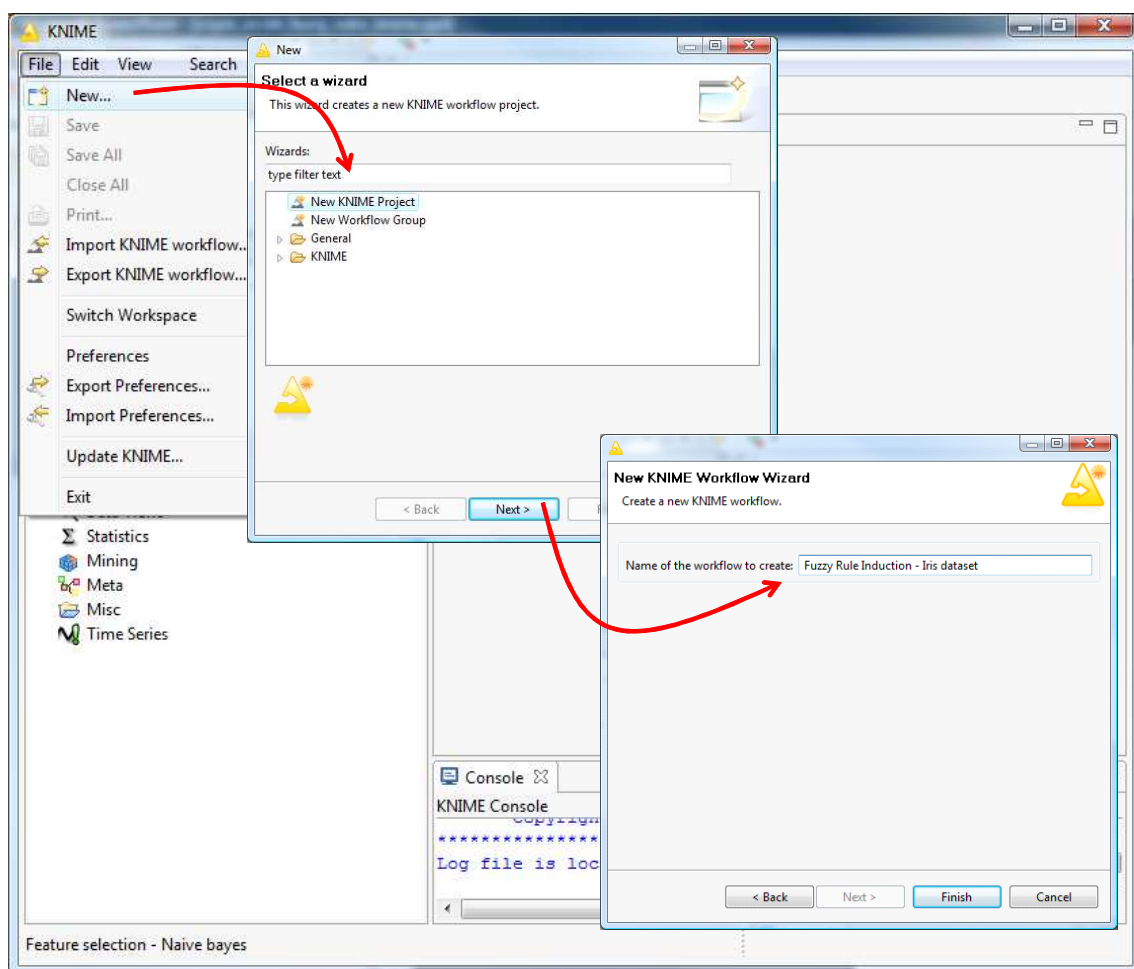 KNIME
File Edit View Search
New...
Save
Save All
Close All
Print...
Import KNIME workflow..
Export KNIME workflow...
Switch Workspace
Preferences
Export Preferences...
Import Preferences...
Update KNIME...
Exit
Statistics
Mining
Meta
Misc
Time Series
New
Select a wizard
This wizard creates a new KNIME workflow project.
Wizards:
type filter text
New KNIME Project
New Workflow Group
General
KNIME
< Back Next >
New KNIME Workflow Wizard
Create a new KNIME workflow.
Name of the workflow to create: Fuzzy Rule Induction - Iris dataset
< Back Next > Finish Cancel
Console
KNIME Console
****************
Log file is loc
Feature selection - Naive bayes